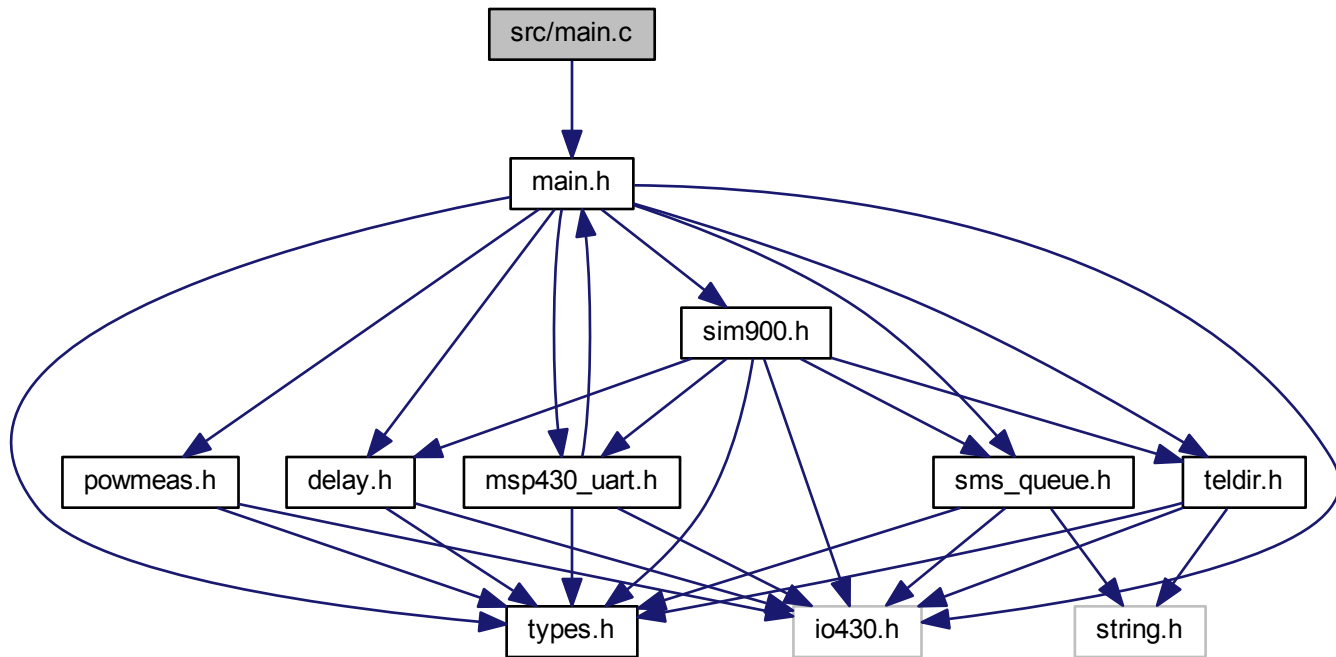 src/main.c
main.h
sim900.h
powmeas.h
delay.h
msp430_uart.h
sms_queue.h
teldir.h
types.h
io430.h
string.h